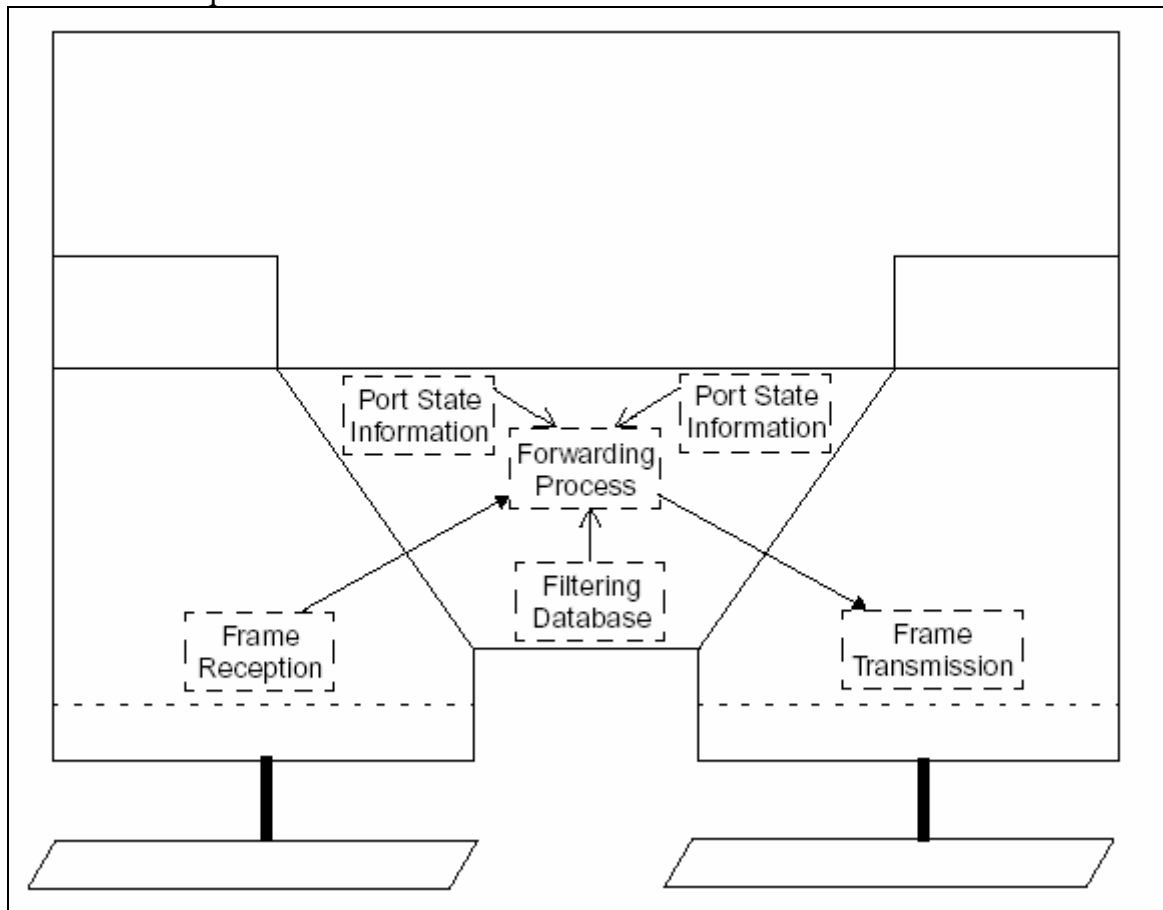 Port State
Information
Port State
Information
Forwarding
Process
Filtering
Database
Frame
Reception
Frame
Transmission